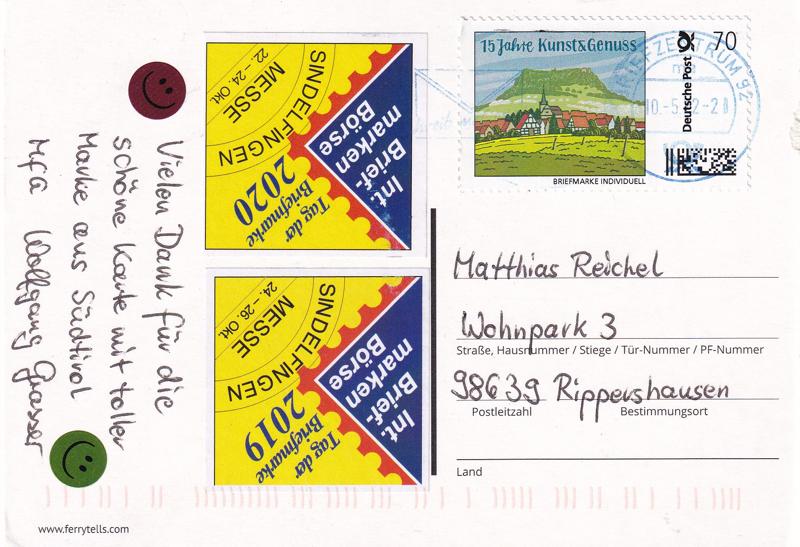 Vielen Dank für die
schöne Karte mit toller
Marke aus Südtirol
MfG Wolfgang Grasser
Int.
Brief-
marken
Börse
SINDELFINGEN
MESSE
22. – 24. Okt.
Tag der
Briefmarke
2020
Int.
Brief-
marken
Börse
SINDELFINGEN
MESSE
24. – 26. Okt.
Tag der
Briefmarke
2019
15 Jahre Kunst&Genuss
Deutsche Post
70
BRIEFMARKE INDIVIDUELL
BRIEFZENTRUM 92
Matthias Reichel
Wohnpark 3
Straße, Hausnummer / Stiege / Tür-Nummer / PF-Nummer
98639 Rippershausen
Postleitzahl Bestimmungsort
Land
www.ferrytells.com